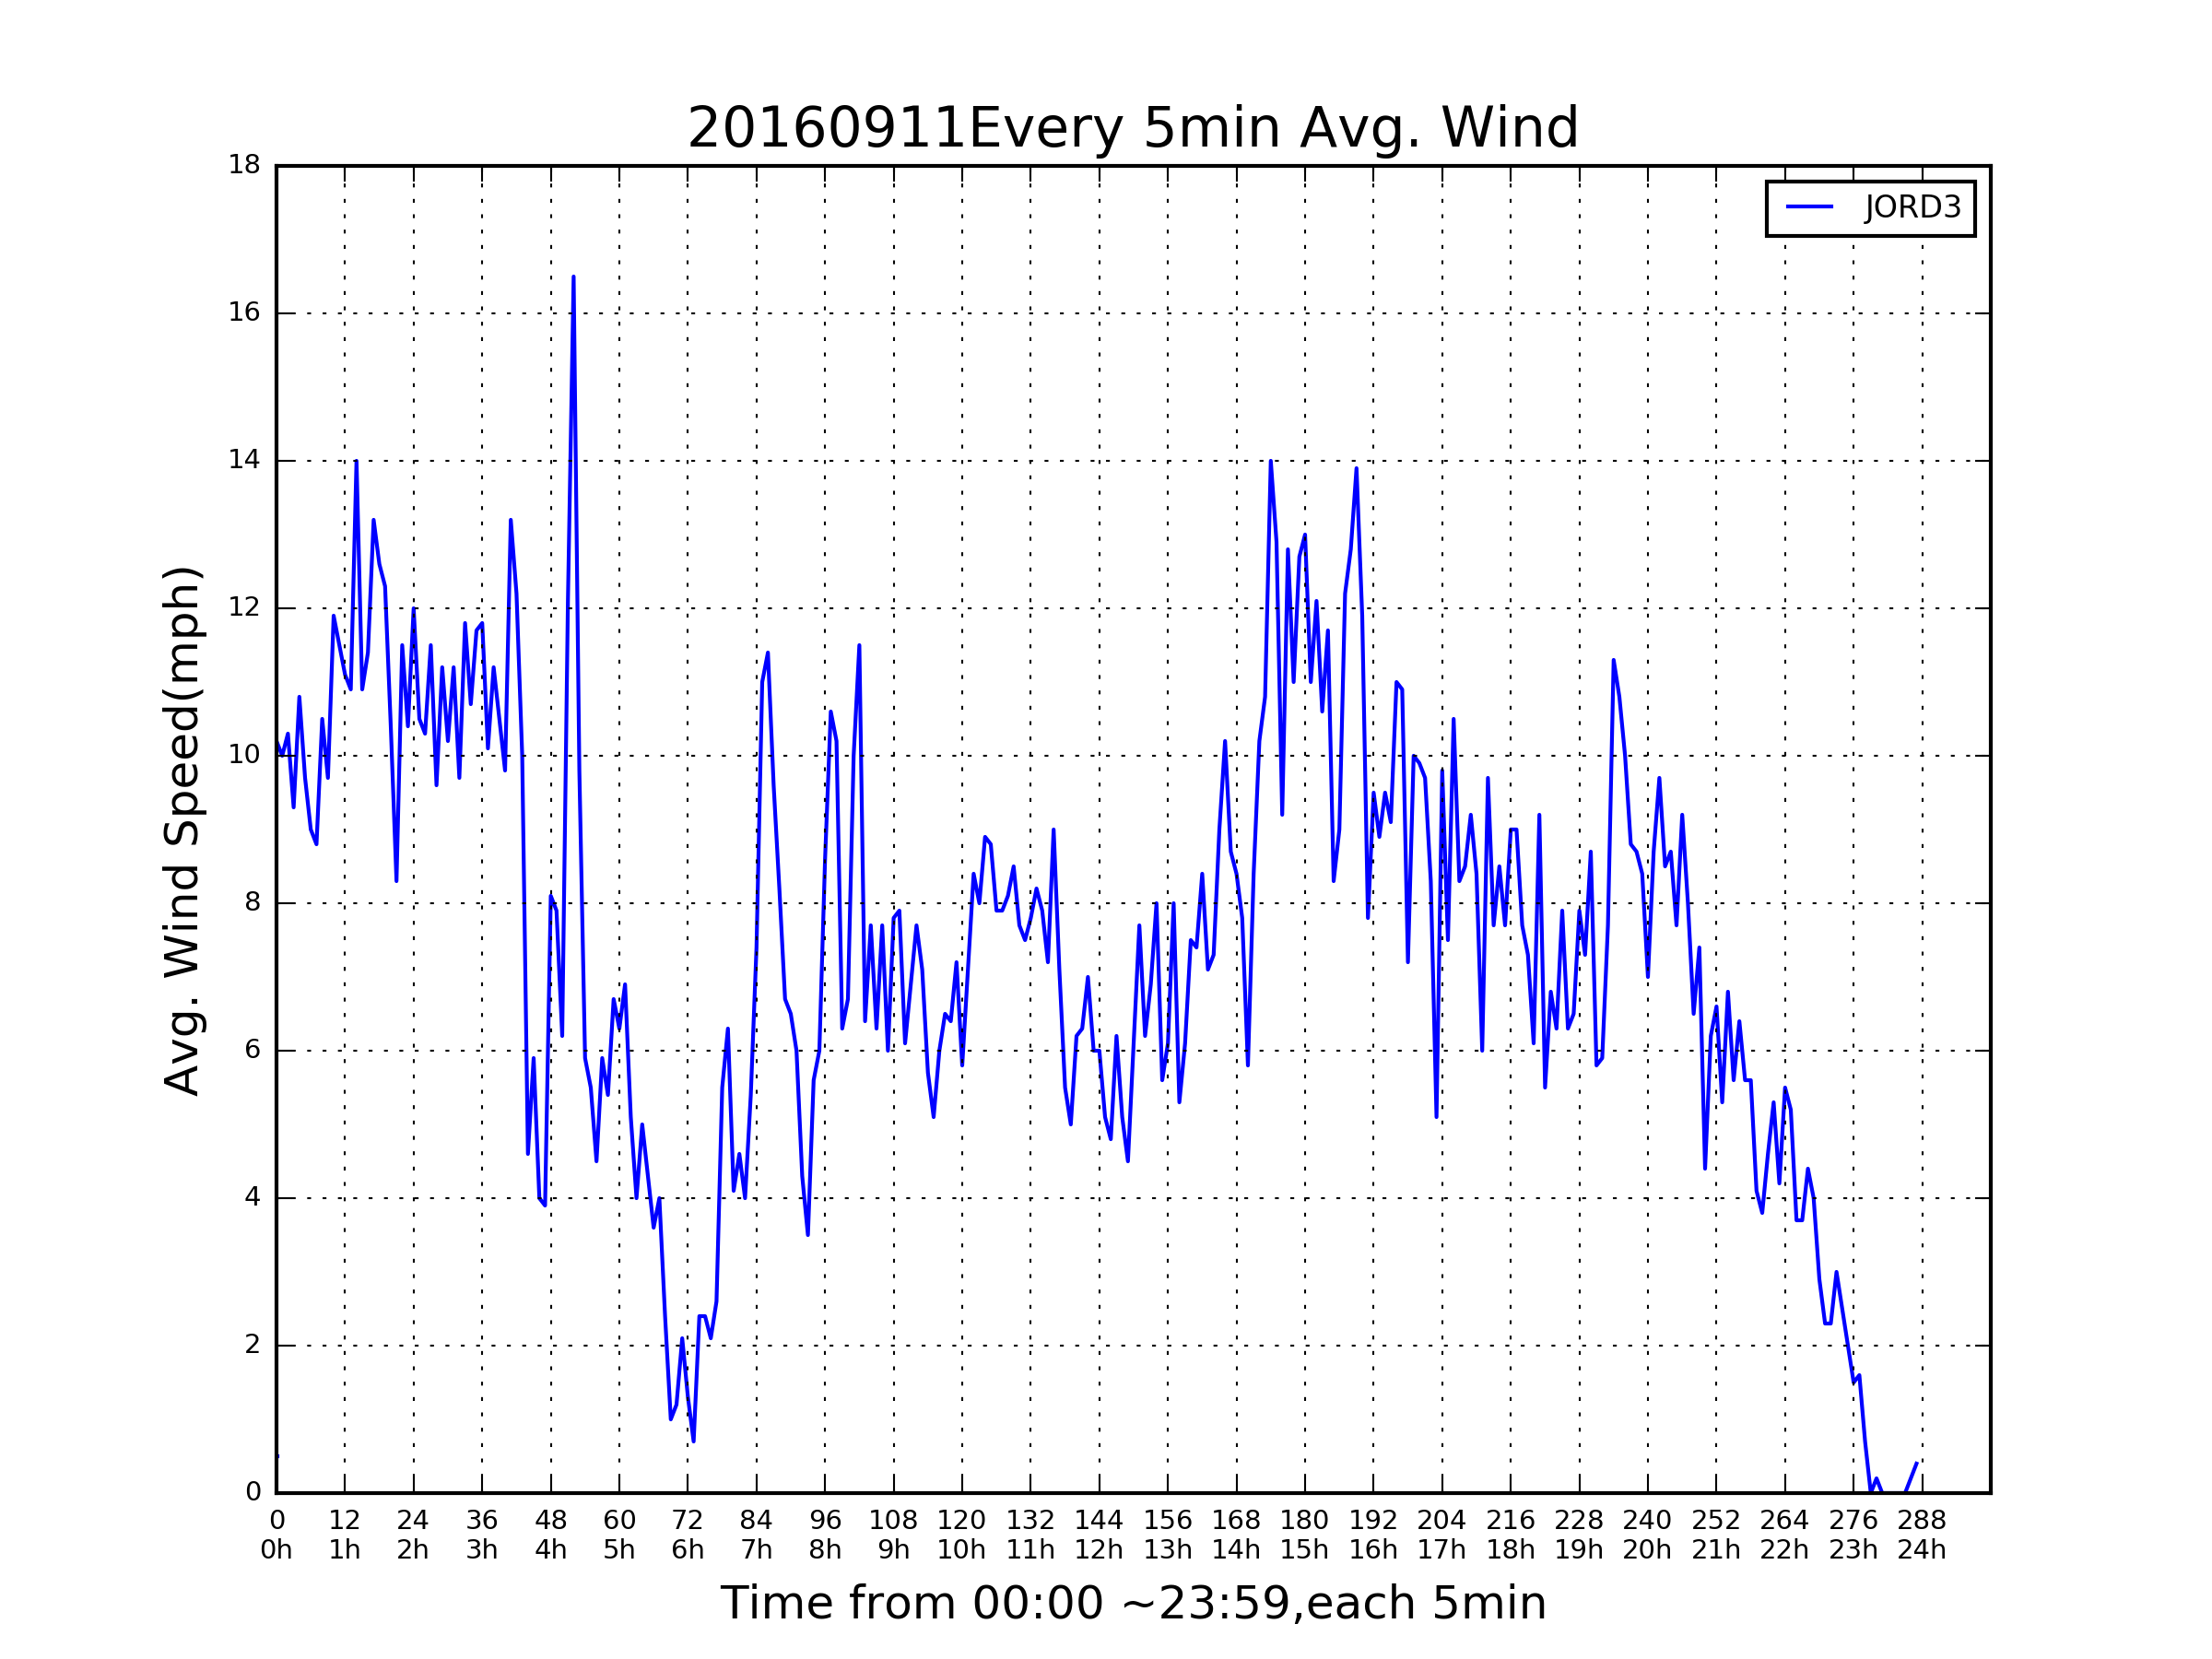 20160911Every 5min Avg. Wind
JORD3
Avg. Wind Speed(mph)
18
16
14
12
10
8
6
4
2
0
0 12 24 36 48 60 72 84 96 108 120 132 144 156 168 180 192 204 216 228 240 252 264 276 288
0h 1h 2h 3h 4h 5h 6h 7h 8h 9h 10h 11h 12h 13h 14h 15h 16h 17h 18h 19h 20h 21h 22h 23h 24h
Time from 00:00 ~23:59,each 5min